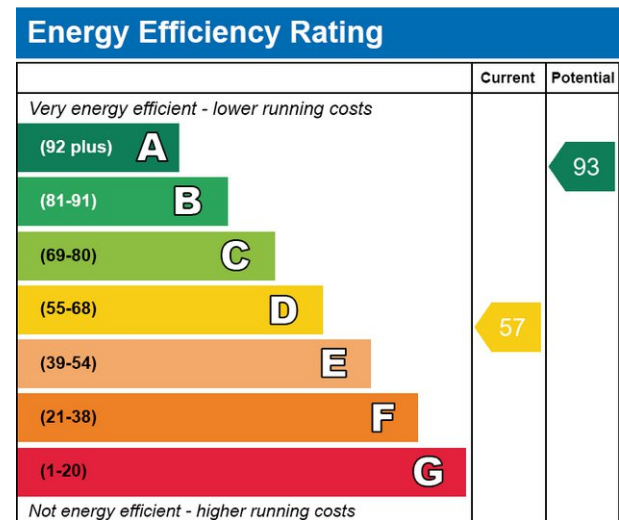 Energy Efficiency Rating
Current Potential
Very energy efficient - lower running costs
(92 plus) A
93
(81-91) B
(69-80) C
(55-68) D
57
(39-54) E
(21-38) F
(1-20) G
Not energy efficient - higher running costs